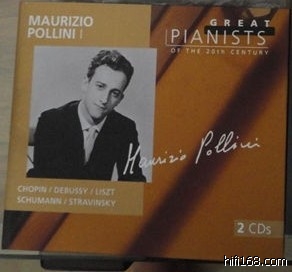 MAURIZIO
POLLINI I
GREAT
PIANISTS
OF THE 20TH CENTURY
Maurizio Pollini
CHOPIN / DEBUSSY / LISZT
SCHUMANN / STRAVINSKY
2 CDs
hifi168.com